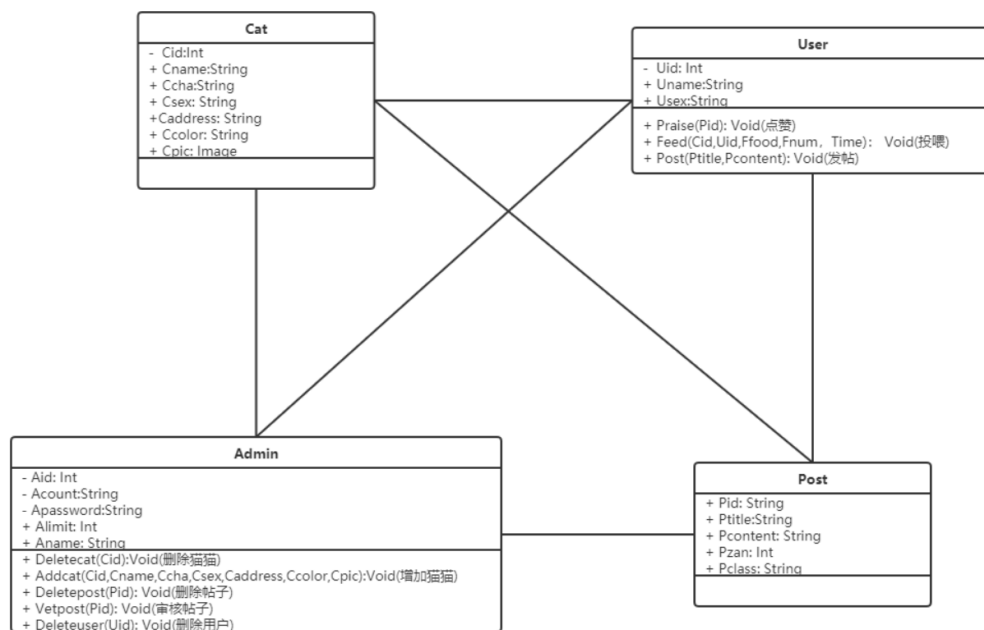 Cat
- Cid:Int
+ Cname:String
+ Ccha:String
+ Csex: String
+Caddress: String
+ Ccolor: String
+ Cpic: Image
User
- Uid: Int
+ Uname:String
+ Usex:String
+ Praise(Pid): Void(点赞)
+ Feed(Cid,Uid,Ffood,Fnum，Time)： Void(投喂)
+ Post(Ptitle,Pcontent): Void(发帖)
Admin
- Aid: Int
- Acount:String
- Apassword:String
+ Alimit: Int
+ Aname: String
+ Deletecat(Cid):Void(删除猫猫)
+ Addcat(Cid,Cname,Ccha,Csex,Caddress,Ccolor,Cpic):Void(增加猫猫)
+ Deletepost(Pid): Void(删除帖子)
+ Vetpost(Pid): Void(审核帖子)
+ Deleteuser(Uid): Void(删除用户)
Post
+ Pid: String
+ Ptitle:String
+ Pcontent: String
+ Pzan: Int
+ Pclass: String